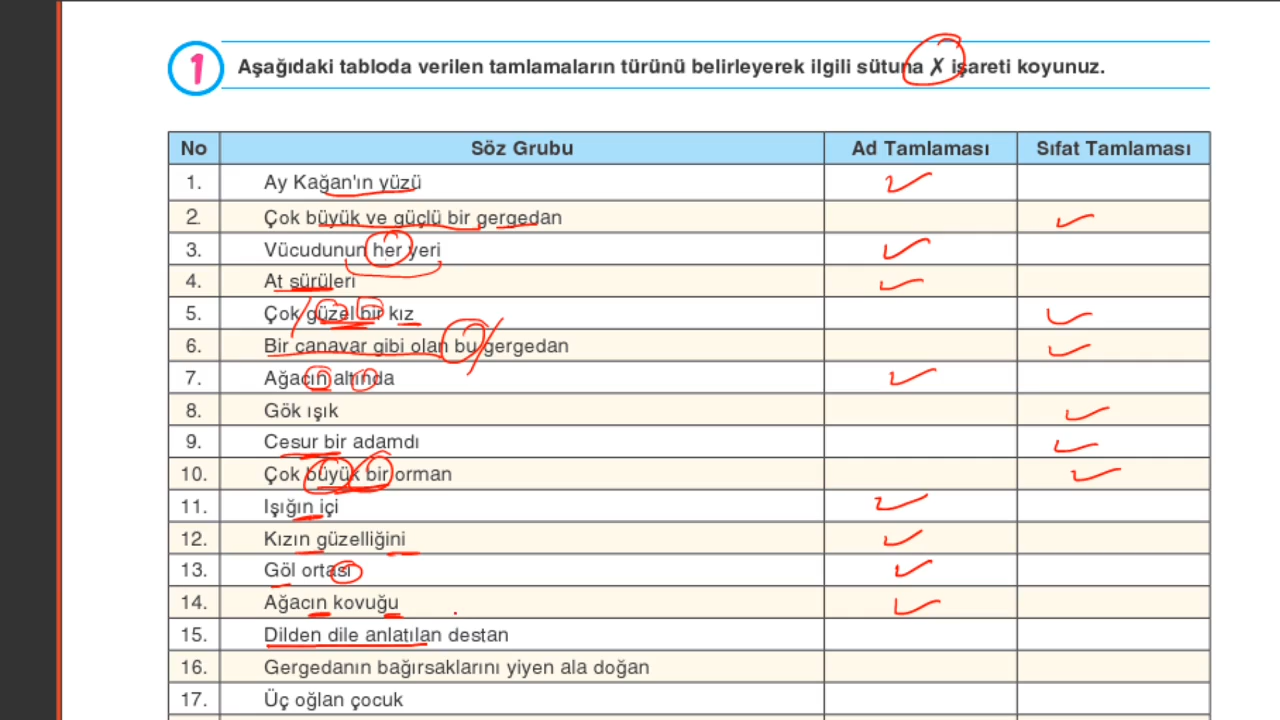 1 Aşağıdaki tabloda verilen tamlamaların türünü belirleyerek ilgili sütuna ✗ işareti koyunuz.
No Söz Grubu Ad Tamlaması Sıfat Tamlaması
1. Ay Kağan'ın yüzü ✓
2. Çok büyük ve güçlü bir gergedan ✓
3. Vücudunun her yeri ✓
4. At sürüleri ✓
5. Çok güzel bir kız ✓
6. Bir canavar gibi olan bu gergedan ✓
7. Ağacın altında ✓
8. Gök ışık ✓
9. Cesur bir adamdı ✓
10. Çok büyük bir orman ✓
11. Işığın içi ✓
12. Kızın güzelliğini ✓
13. Göl ortası ✓
14. Ağacın kovuğu ✓
15. Dilden dile anlatılan destan
16. Gergedanın bağırsaklarını yiyen ala doğan
17. Üç oğlan çocuk